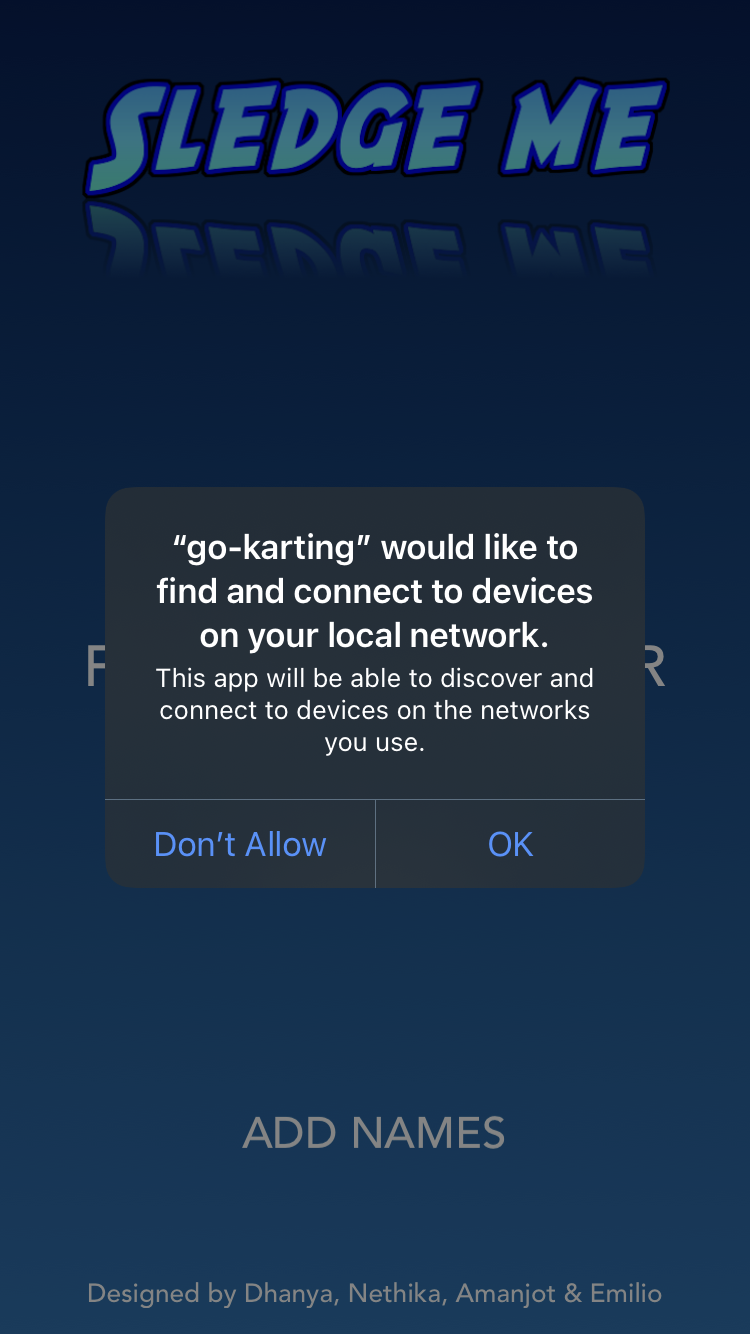 SLEDGE ME
“go-karting” would like to
find and connect to devices
on your local network.
This app will be able to discover and
connect to devices on the networks
you use.
Don’t Allow
OK
ADD NAMES
Designed by Dhanya, Nethika, Amanjot & Emilio